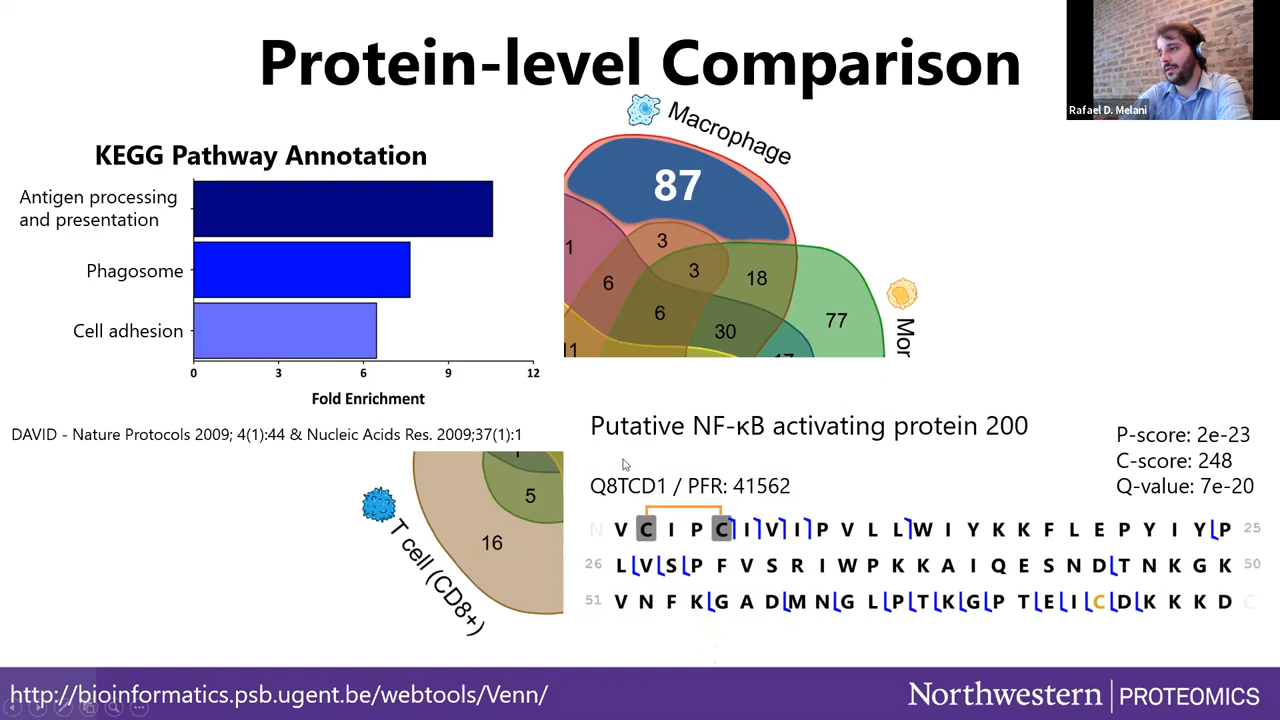 Protein-level Comparison
Rafael D. Melani
KEGG Pathway Annotation
Antigen processing
and presentation
Phagosome
Cell adhesion
0 3 6 9 12
Fold Enrichment
DAVID - Nature Protocols 2009; 4(1):44 & Nucleic Acids Res. 2009;37(1):1
Macrophage
87
1
3
6
3
18
6
30
77
11
17
Mor
1
5
16
T cell (CD8+)
Putative NF-κB activating protein 200
Q8TCD1 / PFR: 41562
P-score: 2e-23
C-score: 248
Q-value: 7e-20
N V C I P C I V I P V L L W I Y K K F L E P Y I Y P 25
26 L V S P F V S R I W P K K A I Q E S N D T N K G K 50
51 V N F K G A D M N G L P T K G P T E I C D K K K D C
http://bioinformatics.psb.ugent.be/webtools/Venn/
Northwestern | PROTEOMICS